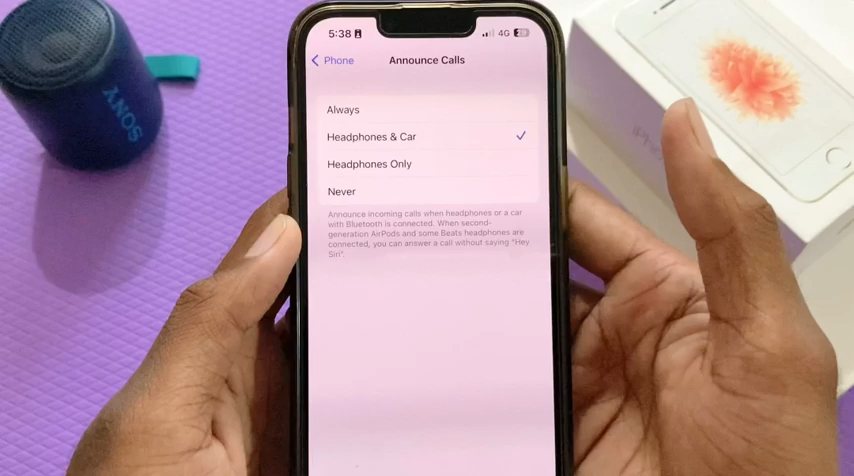 5:38
4G
Phone
Announce Calls
Always
Headphones & Car
Headphones Only
Never
Announce incoming calls when headphones or a car
with Bluetooth is connected. When second-
generation AirPods and some Beats headphones are
connected, you can answer a call without saying "Hey
Siri".
SONY